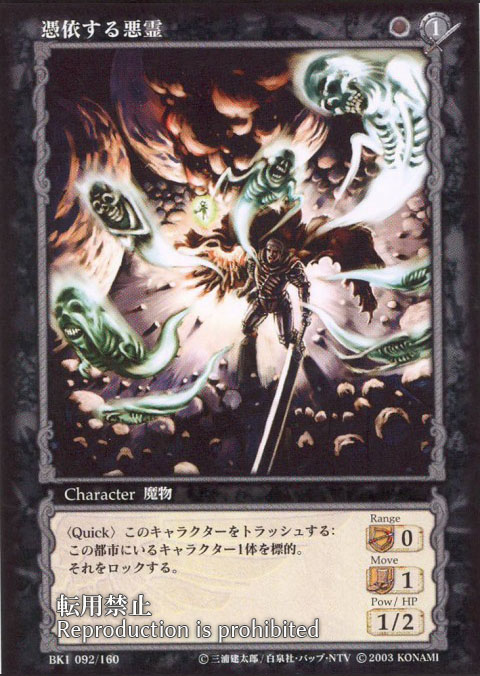 憑依する悪霊
1
Character 魔物
〈Quick〉このキャラクターをトラッシュする:
この都市にいるキャラクター1体を標的。
それをロックする。
Range
0
Move
1
Pow/ HP
1/2
転用禁止
Reproduction is prohibited
BK1 092/160
©三浦建太郎/白泉社・バップ・NTV ©2003 KONAMI